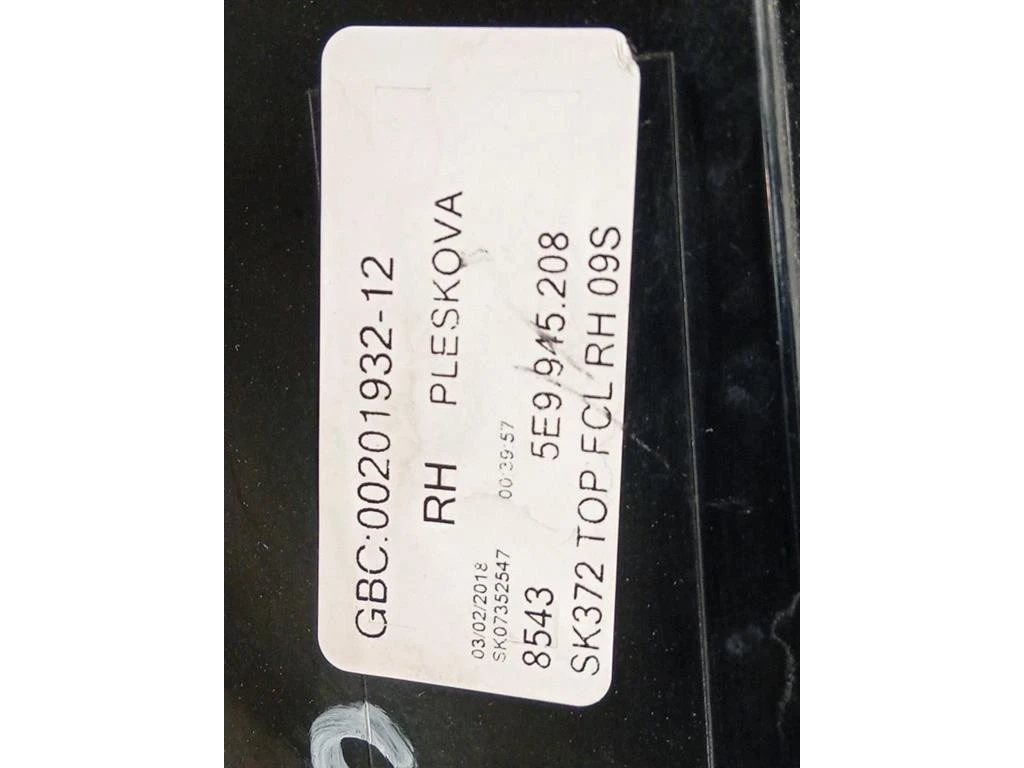 GBC:00201932-12
RH PLESKOVA
03/02/2018
SK07352547 00:39:57
8543 5E9.945.208
SK372 TOP FCL RH 09S